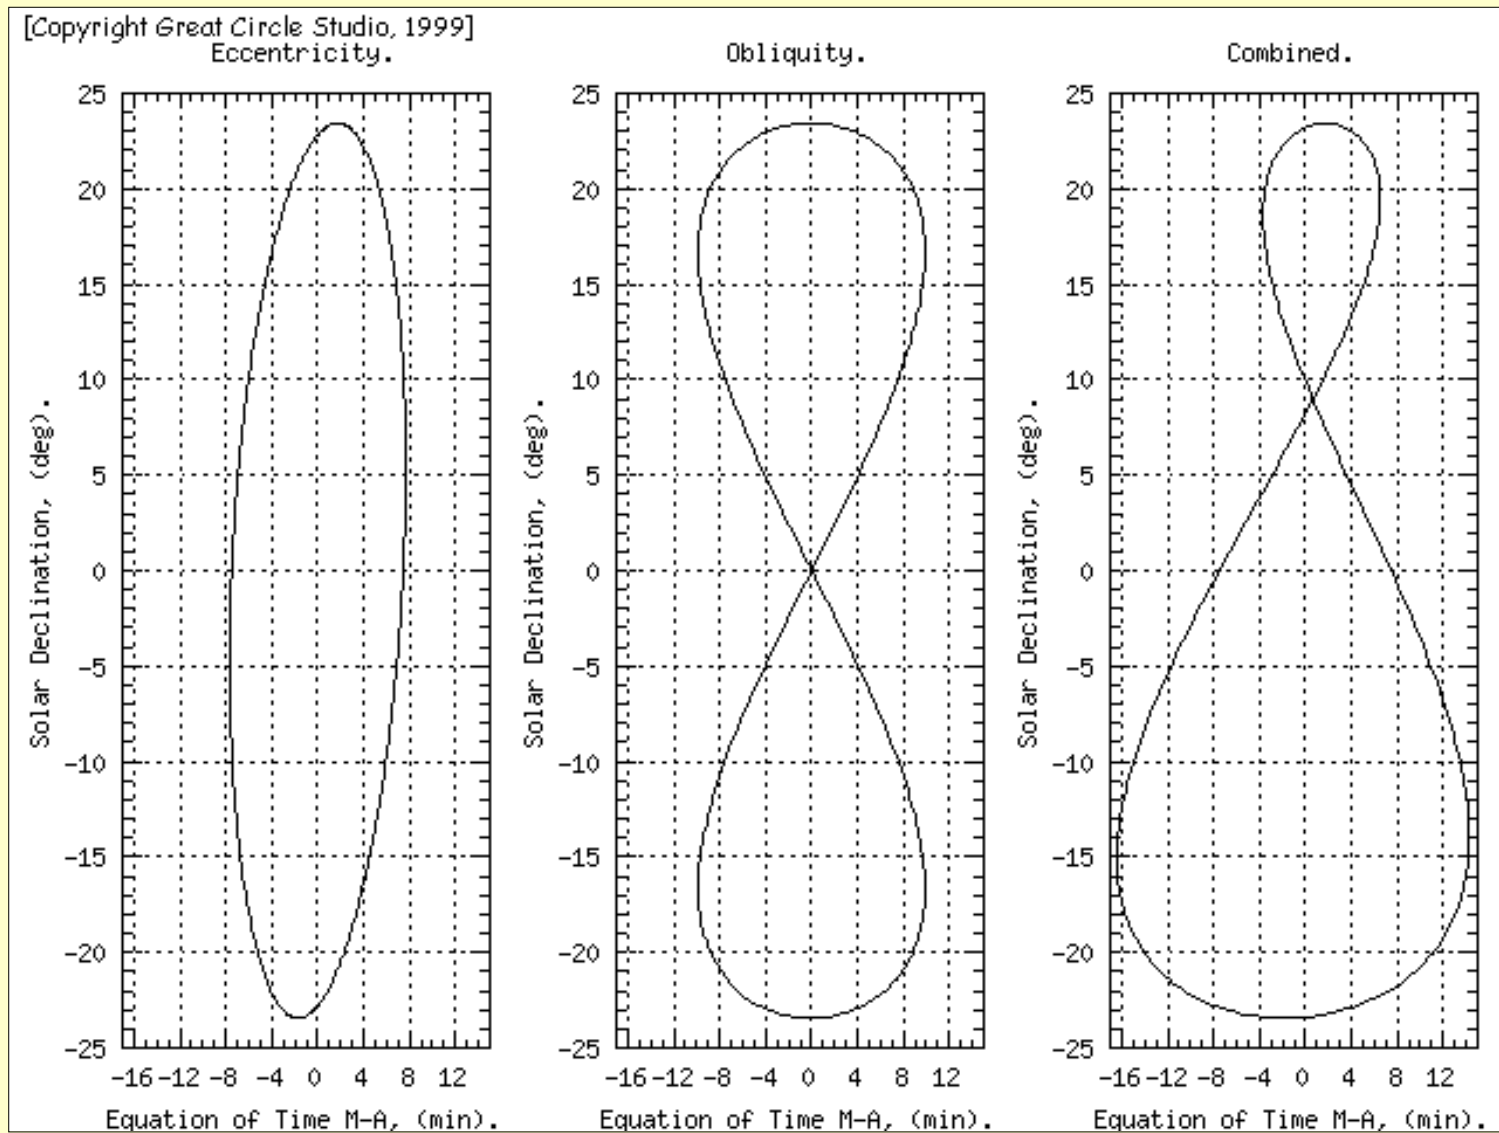 [Copyright Great Circle Studio, 1999]
Eccentricity.
Obliquity.
Combined.
25
20
15
10
5
0
-5
-10
-15
-20
-25
Solar Declination, (deg).
-16 -12 -8 -4 0 4 8 12
Equation of Time M-A, (min).
25
20
15
10
5
0
-5
-10
-15
-20
-25
Solar Declination, (deg).
-16 -12 -8 -4 0 4 8 12
Equation of Time M-A, (min).
25
20
15
10
5
0
-5
-10
-15
-20
-25
Solar Declination, (deg).
-16 -12 -8 -4 0 4 8 12
Equation of Time M-A, (min).